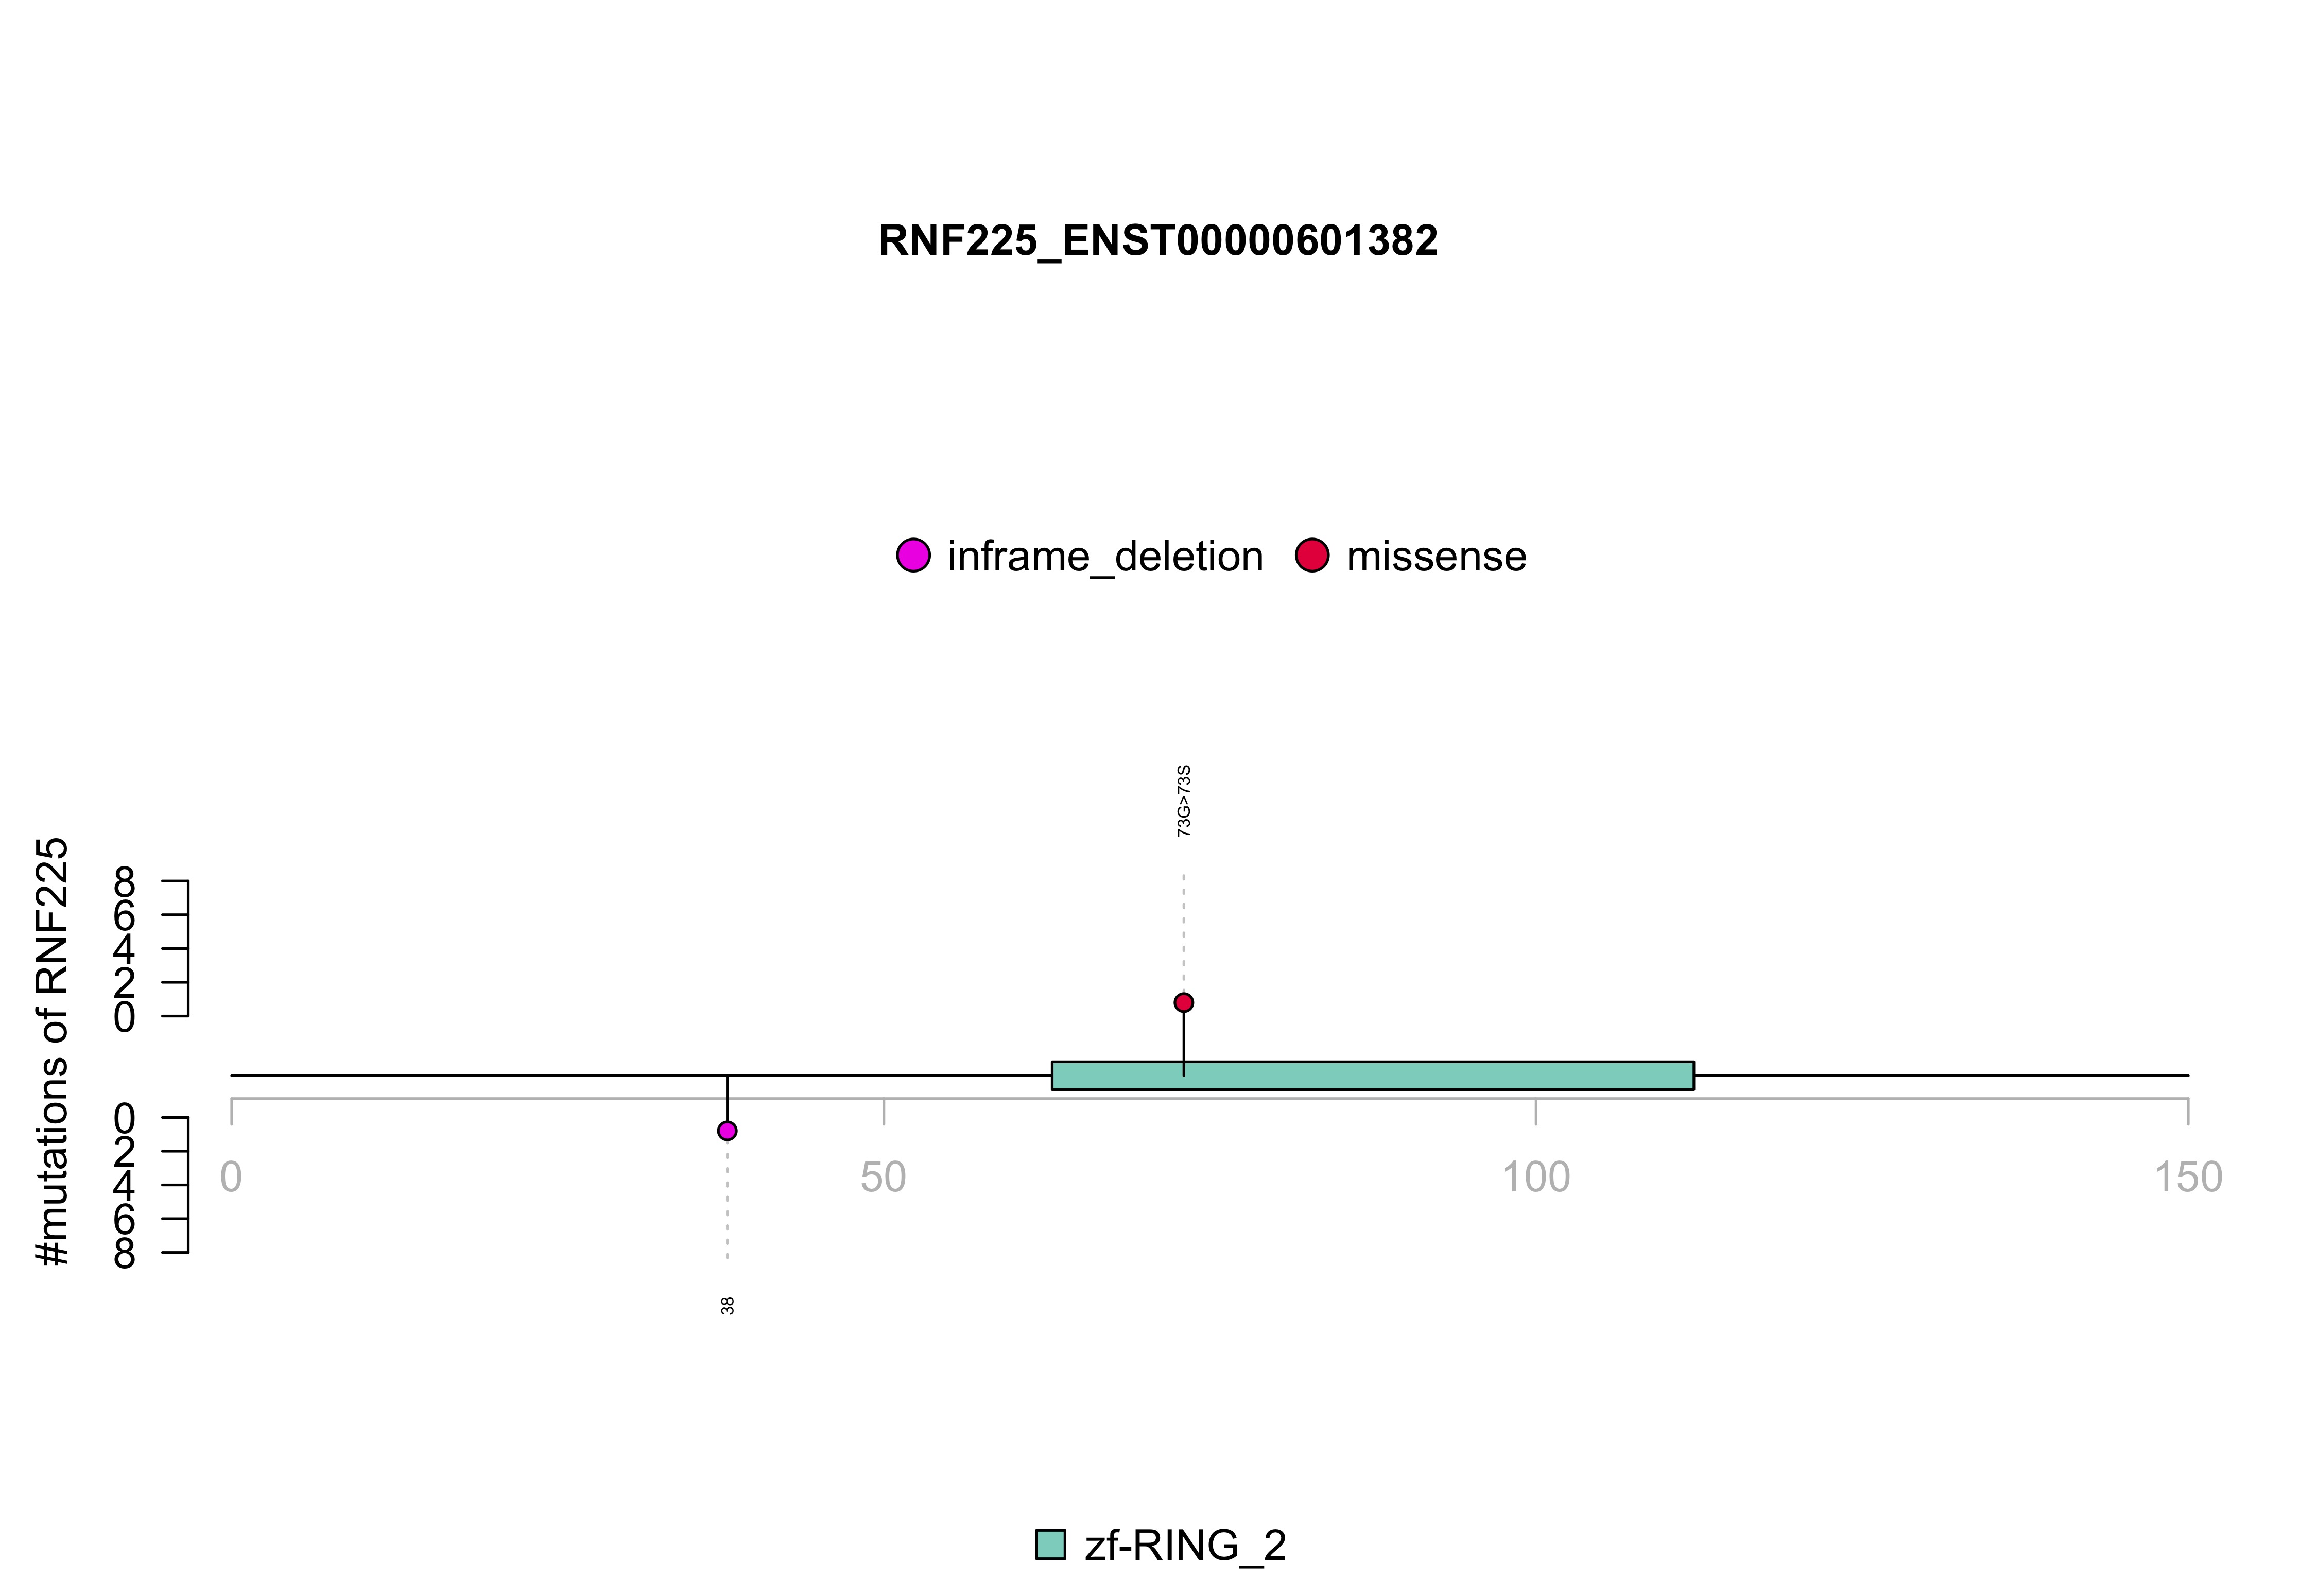 RNF225_ENST00000601382
inframe_deletion missense
73G>73S
#mutations of RNF225
8
6
4
2
0
0
2
4
6
8
0 50 100 150
38
zf-RING_2